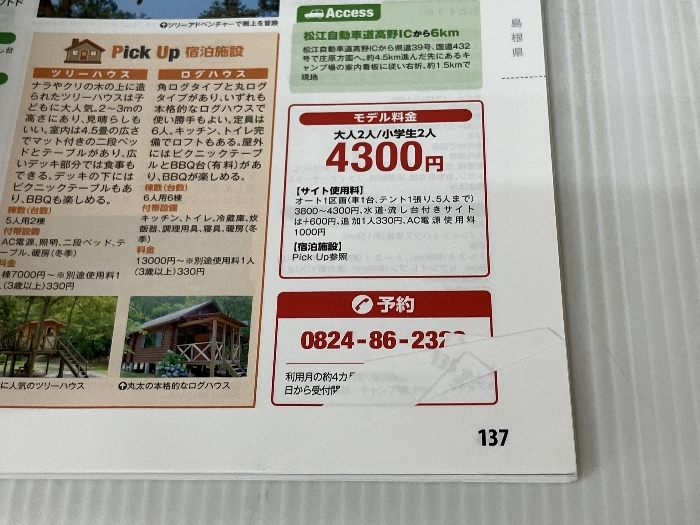 ウトド
し台
↑ツリーアドベンチャーで樹上を冒険
Pick Up 宿泊施設
ツリーハウス
ナラやクリの木の上に造
られたツリーハウスは子
どもに大人気。2～3mの
高さにあり、見晴らしも
いい。室内は4.5畳の広さ
でマット付きの二段ベッ
ドとテーブルがあり、広
いデッキ部分では食事も
できる。デッキの下には
ピクニックテーブルもあ
り、BBQも楽しめる。
棟数(台数)
5人用2棟
付帯設備
AC電源、照明、二段ベッド、テ
ーブル、暖房(冬季)
料金
棟7000円～※別途使用料1
(3歳以上)330円
ログハウス
角ログタイプと丸ログ
タイプがあり、いずれも
本格的なログハウスで
使い勝手もよい。定員は
6人。キッチン、トイレ完
備でロフトもある。屋外
にはピクニックテーブ
ルとBBQ台(有料)があ
り、BBQが楽しめる。
棟数(台数)
6人用6棟
付帯設備
キッチン、トイレ、冷蔵庫、炊
飯器、調理用具、寝具、暖房(冬
季)
料金
13000円～※別途使用料1人
(3歳以上)330円
に人気のツリーハウス
↑丸太の本格的なログハウス
Access
松江自動車道高野ICから6km
松江自動車道高野ICから県道39号、国道432
号で庄原方面へ。約4.5km進んだ先にある
キャンプ場の案内看板に従い右折、約1.5kmで
現地
島根県
モデル料金
大人2人/小学生2人
4300円
【サイト使用料】
オート1区画(車1台、テント1張り、5人まで)
3800～4300円、水道・流し台付きサイト
は+600円、追加1人330円、AC電源使用料
1000円
【宿泊施設】
Pick Up参照
予約
0824-86-232
利用月の約4カ月
日から受付開
137